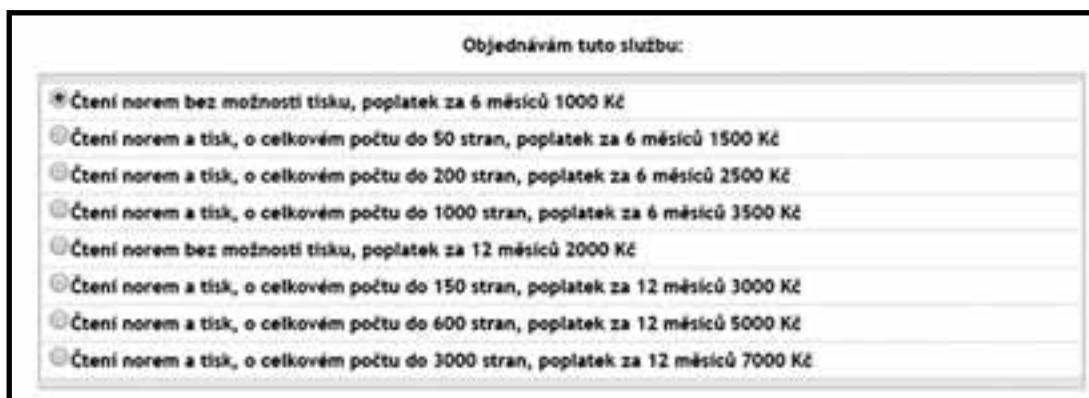 Objednávám tuto službu:
Čtení norem bez možnosti tisku, poplatek za 6 měsíců 1000 Kč
Čtení norem a tisk, o celkovém počtu do 50 stran, poplatek za 6 měsíců 1500 Kč
Čtení norem a tisk, o celkovém počtu do 200 stran, poplatek za 6 měsíců 2500 Kč
Čtení norem a tisk, o celkovém počtu do 1000 stran, poplatek za 6 měsíců 3500 Kč
Čtení norem bez možnosti tisku, poplatek za 12 měsíců 2000 Kč
Čtení norem a tisk, o celkovém počtu do 150 stran, poplatek za 12 měsíců 3000 Kč
Čtení norem a tisk, o celkovém počtu do 600 stran, poplatek za 12 měsíců 5000 Kč
Čtení norem a tisk, o celkovém počtu do 3000 stran, poplatek za 12 měsíců 7000 Kč